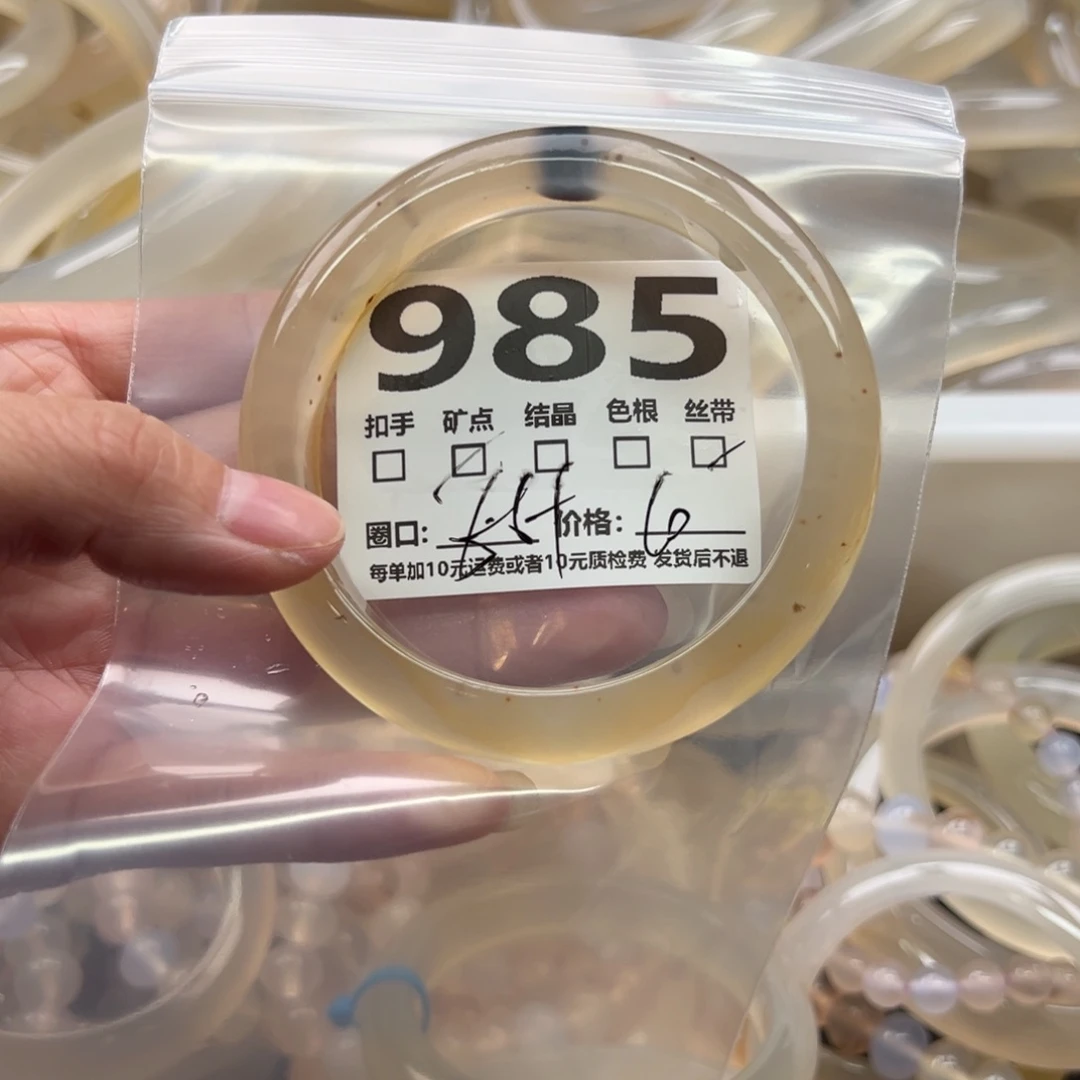 985
扣手 矿点 结晶 色根 丝带
圈口: 价格: 6
每单加10元运费或者10元质检费 发货后不退